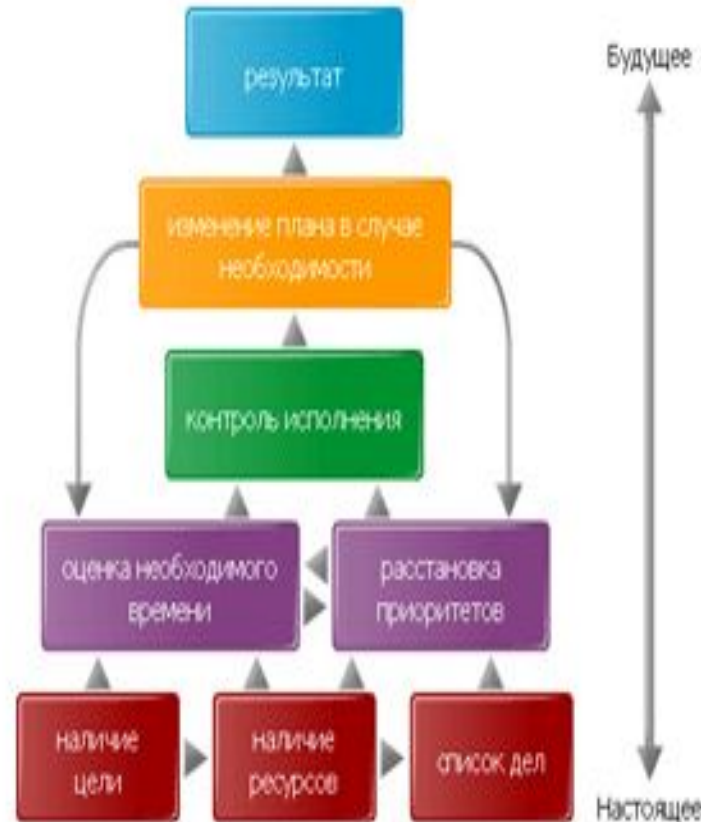 результат
Будущее
изменение плана в случае
необходимости
контроль исполнения
оценка необходимого
времени
расстановка
приоритетов
наличие
цели
наличие
ресурсов
список дел
Настоящее